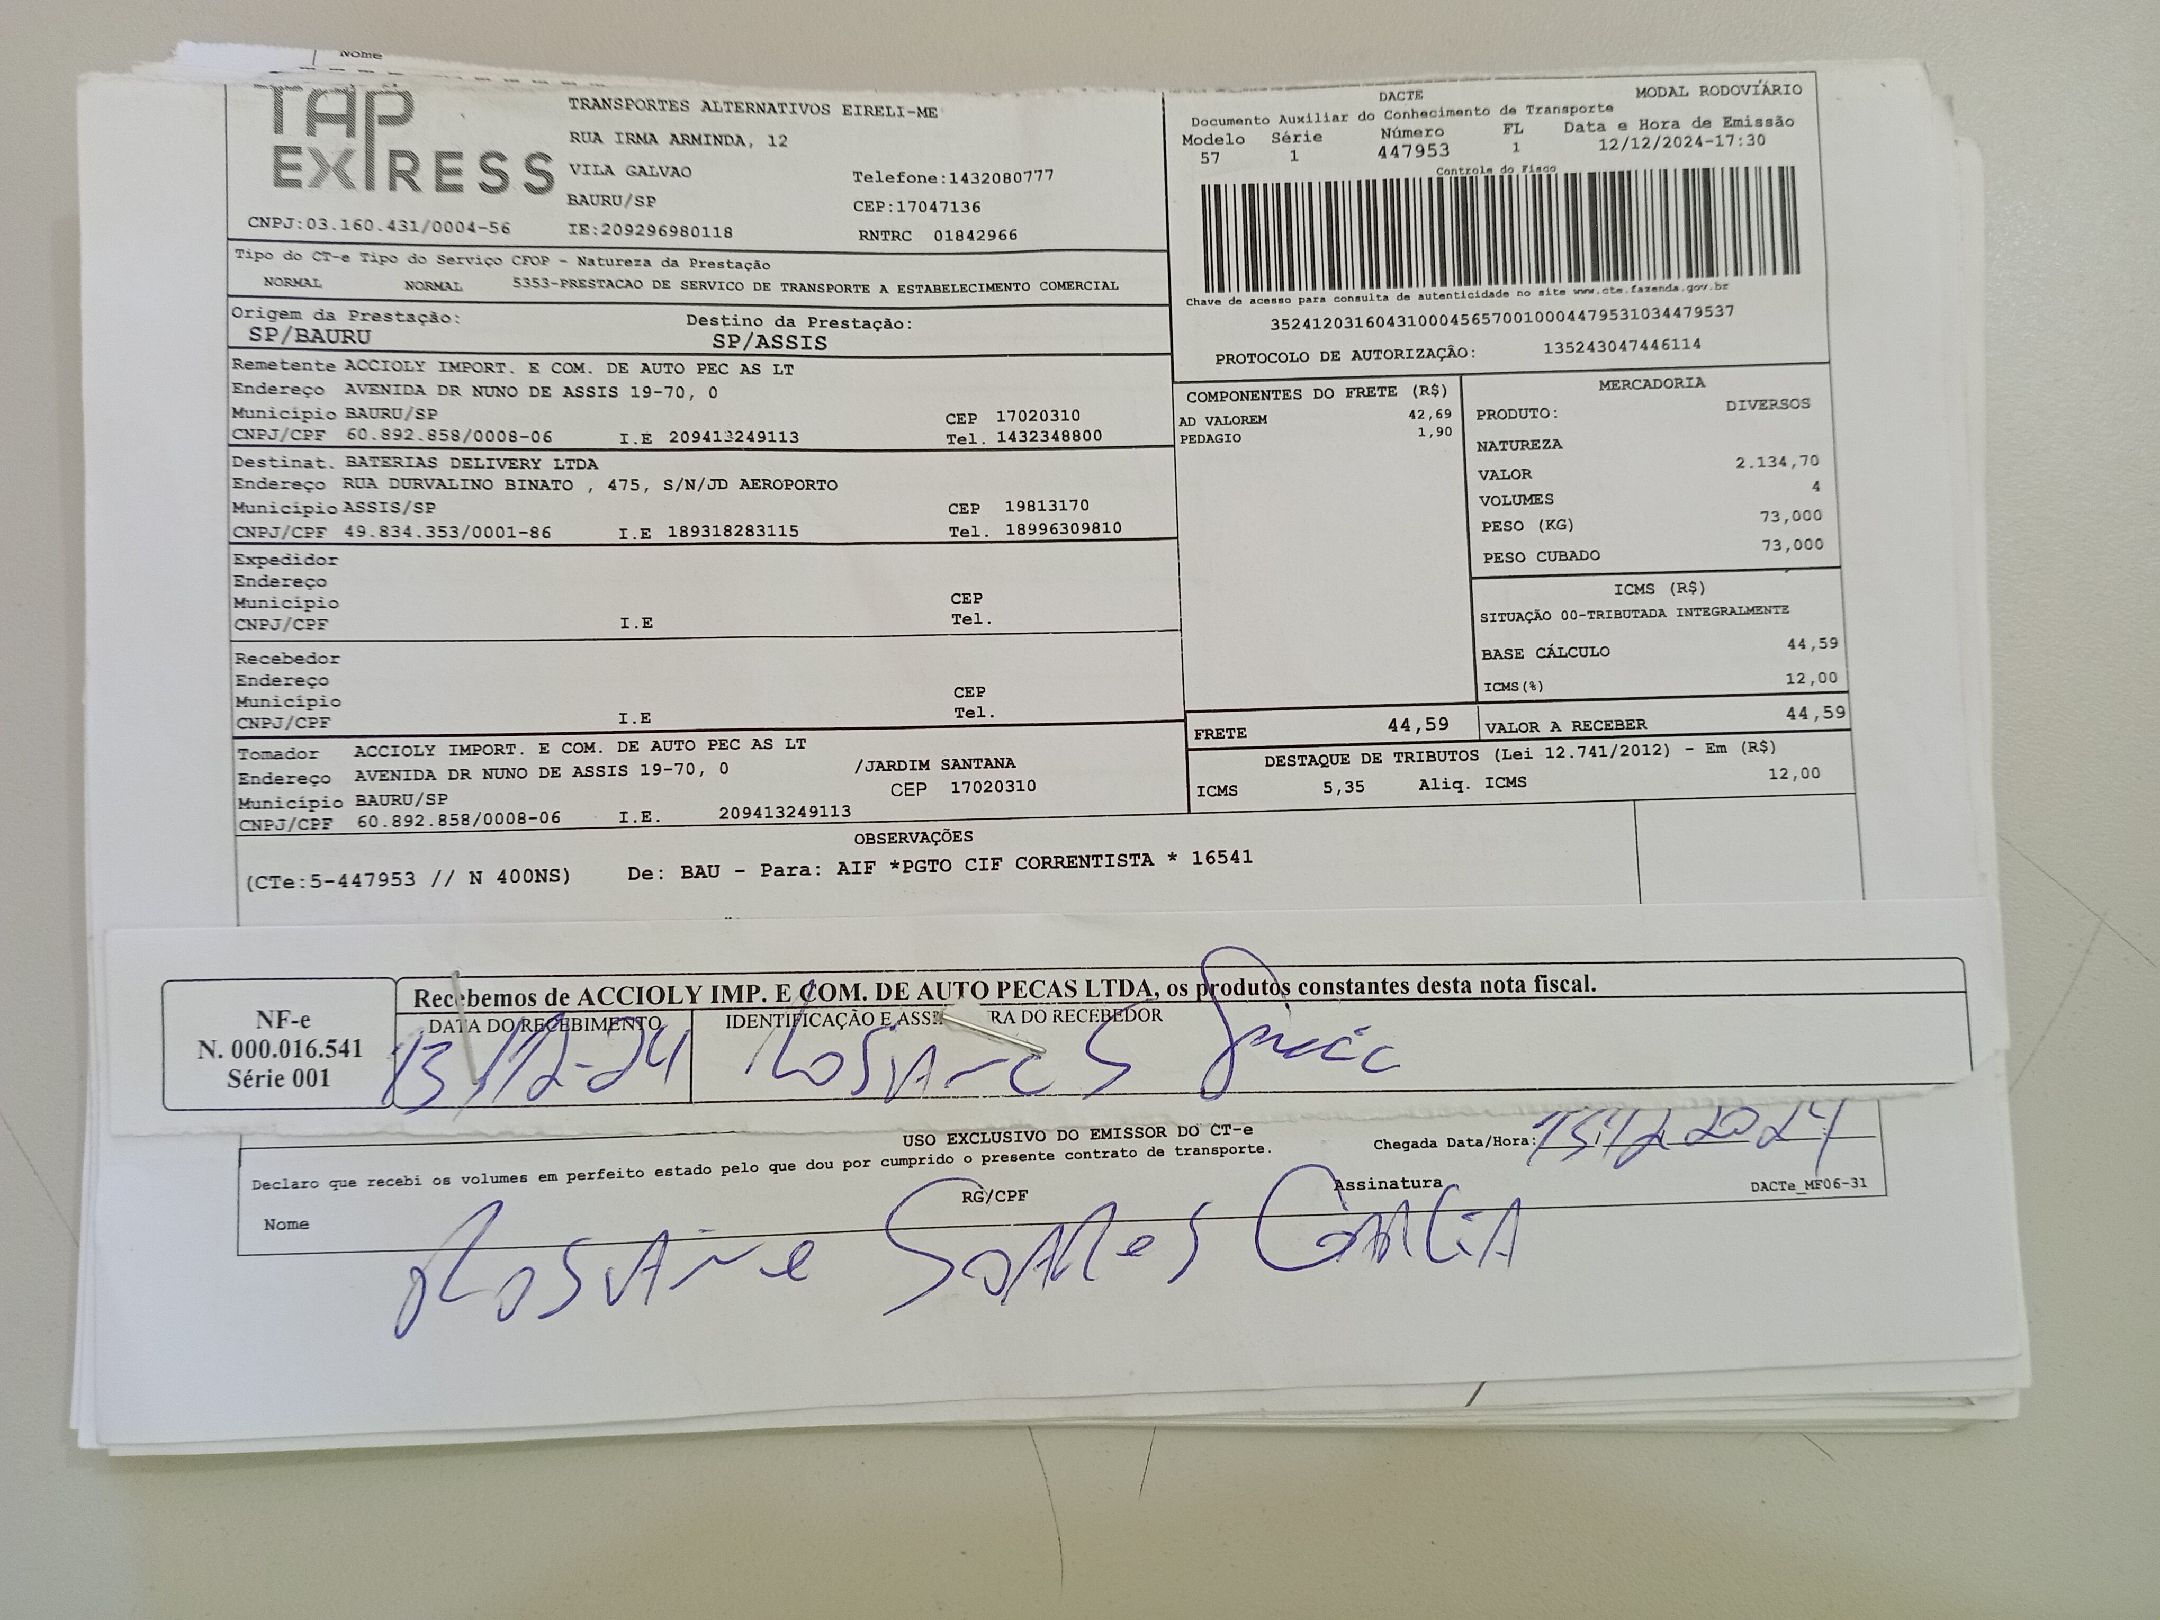 Nome
TAP EXPRESS
TRANSPORTES ALTERNATIVOS EIRELI-ME
RUA IRMA ARMINDA, 12
VILA GALVAO Telefone:1432080777
BAURU/SP CEP:17047136
CNPJ:03.160.431/0004-56 IE:209296980118 RNTRC 01842966
DACTE MODAL RODOVIÁRIO
Documento Auxiliar do Conhecimento de Transporte
Modelo Série Número FL Data e Hora de Emissão
57 1 447953 1 12/12/2024-17:30
Controle do Fisco
Chave de acesso para consulta de autenticidade no site www.cte.fazenda.gov.br
35241203160431000456570010004479531034479537
PROTOCOLO DE AUTORIZAÇÃO: 135243047446114
Tipo do CT-e Tipo do Serviço CFOP - Natureza da Prestação
NORMAL NORMAL 5353-PRESTACAO DE SERVICO DE TRANSPORTE A ESTABELECIMENTO COMERCIAL
Origem da Prestação: Destino da Prestação:
SP/BAURU SP/ASSIS
Remetente ACCIOLY IMPORT. E COM. DE AUTO PEC AS LT
Endereço AVENIDA DR NUNO DE ASSIS 19-70, 0
Município BAURU/SP CEP 17020310
CNPJ/CPF 60.892.858/0008-06 I.E 209413249113 Tel. 1432348800
Destinat. BATERIAS DELIVERY LTDA
Endereço RUA DURVALINO BINATO , 475, S/N/JD AEROPORTO
Município ASSIS/SP CEP 19813170
CNPJ/CPF 49.834.353/0001-86 I.E 189318283115 Tel. 18996309810
Expedidor
Endereço
Município CEP
CNPJ/CPF I.E Tel.
Recebedor
Endereço
Município CEP
CNPJ/CPF I.E Tel.
Tomador ACCIOLY IMPORT. E COM. DE AUTO PEC AS LT
Endereço AVENIDA DR NUNO DE ASSIS 19-70, 0 /JARDIM SANTANA
Município BAURU/SP CEP 17020310
CNPJ/CPF 60.892.858/0008-06 I.E. 209413249113
COMPONENTES DO FRETE (R$)
AD VALOREM 42,69
PEDAGIO 1,90
MERCADORIA
PRODUTO: DIVERSOS
NATUREZA
VALOR 2.134,70
VOLUMES 4
PESO (KG) 73,000
PESO CUBADO 73,000
ICMS (R$)
SITUAÇÃO 00-TRIBUTADA INTEGRALMENTE
BASE CÁLCULO 44,59
ICMS(%) 12,00
FRETE 44,59 VALOR A RECEBER 44,59
DESTAQUE DE TRIBUTOS (Lei 12.741/2012) - Em (R$)
ICMS 5,35 Aliq. ICMS 12,00
OBSERVAÇÕES
(CTe:5-447953 // N 400NS) De: BAU - Para: AIF *PGTO CIF CORRENTISTA * 16541
NF-e
N. 000.016.541
Série 001
Recebemos de ACCIOLY IMP. E COM. DE AUTO PECAS LTDA, os produtos constantes desta nota fiscal.
DATA DO RECEBIMENTO IDENTIFICAÇÃO E ASSI RA DO RECEBEDOR
13/12-24
USO EXCLUSIVO DO EMISSOR DO CT-e
Chegada Data/Hora: 13/12 2024
Declaro que recebi os volumes em perfeito estado pelo que dou por cumprido o presente contrato de transporte.
Nome RG/CPF Assinatura DACTe_MF06-31
Rosiane Soares Garcia